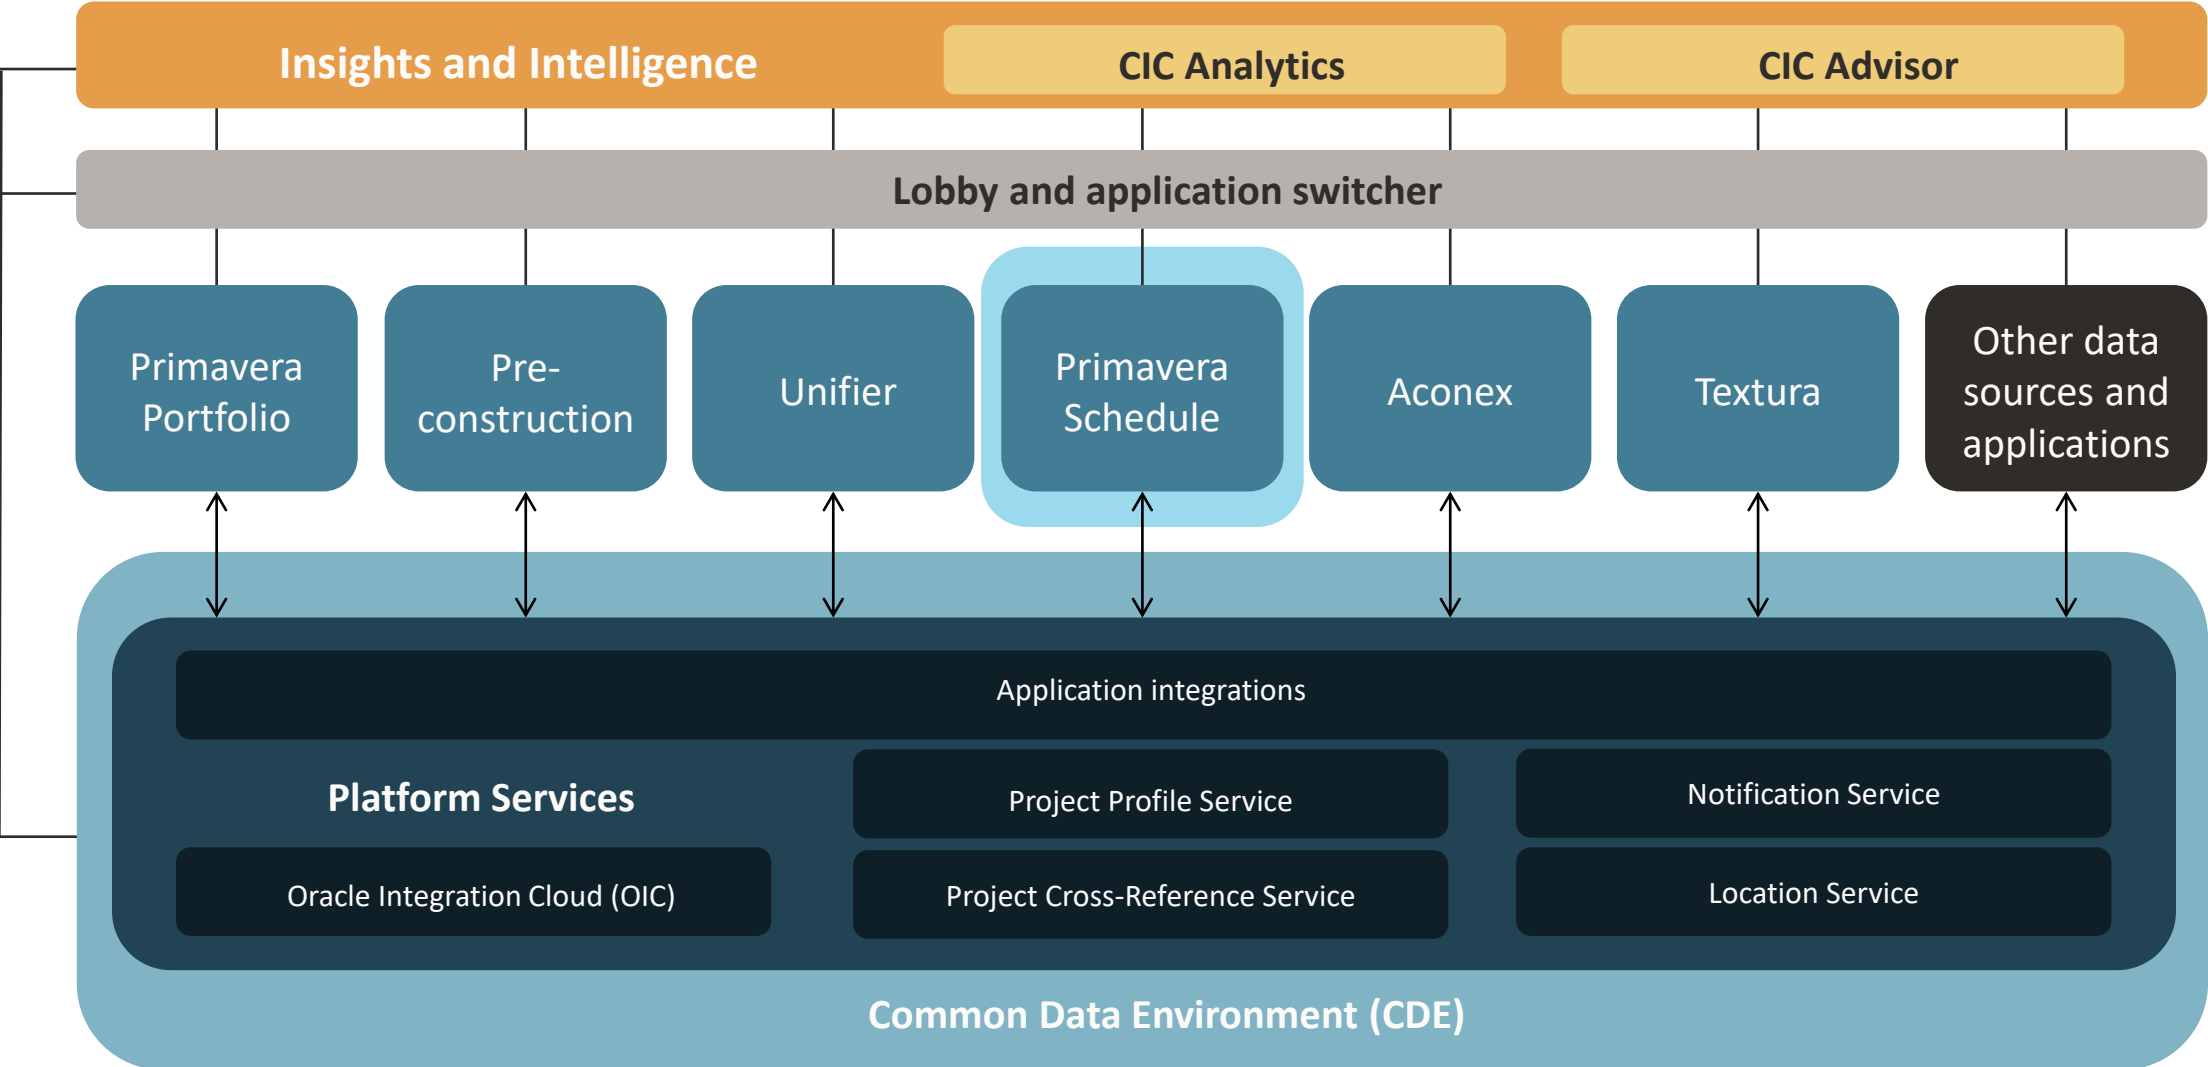 Insights and Intelligence
CIC Analytics
CIC Advisor
Lobby and application switcher
Primavera
Portfolio
Pre-
construction
Unifier
Primavera
Schedule
Aconex
Textura
Other data
sources and
applications
Application integrations
Platform Services
Project Profile Service
Notification Service
Oracle Integration Cloud (OIC)
Project Cross-Reference Service
Location Service
Common Data Environment (CDE)